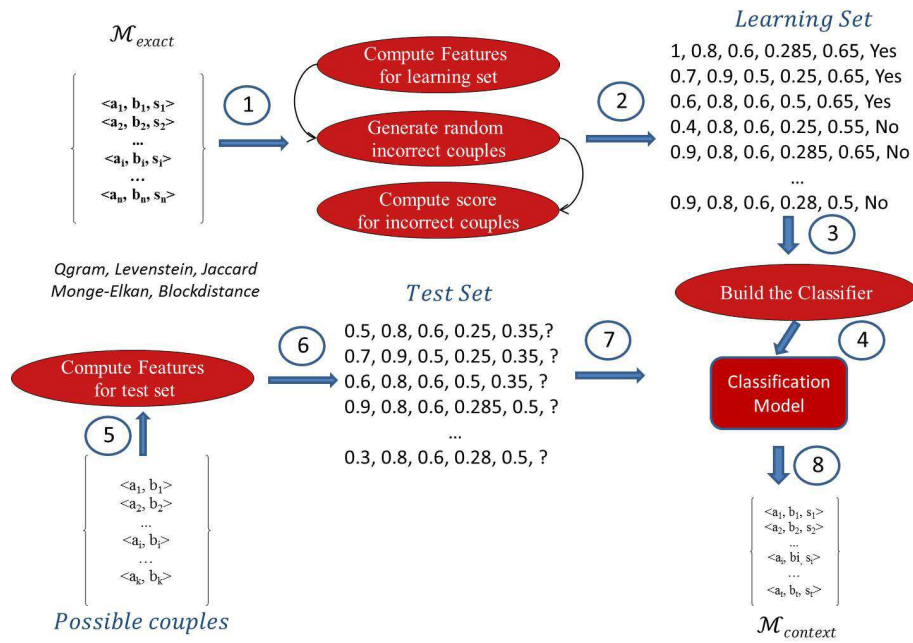 M exact
<a1, b1, s1>
<a2, b2, s2>
...
<ai, bi, si>
...
<an, bn, sn>
1
Compute Features
for learning set
Generate random
incorrect couples
Compute score
for incorrect couples
2
Learning Set
1, 0.8, 0.6, 0.285, 0.65, Yes
0.7, 0.9, 0.5, 0.25, 0.65, Yes
0.6, 0.8, 0.6, 0.5, 0.65, Yes
0.4, 0.8, 0.6, 0.25, 0.55, No
0.9, 0.8, 0.6, 0.285, 0.65, No
...
0.9, 0.8, 0.6, 0.28, 0.5, No
3
Build the Classifier
4
Classification
Model
Qgram, Levenstein, Jaccard
Monge-Elkan, Blockdistance
Compute Features
for test set
5
<a1, b1>
<a2, b2>
...
<ai, bi>
...
<ak, bk>
Possible couples
6
Test Set
0.5, 0.8, 0.6, 0.25, 0.35,?
0.7, 0.9, 0.5, 0.25, 0.35, ?
0.6, 0.8, 0.6, 0.5, 0.35, ?
0.9, 0.8, 0.6, 0.285, 0.5, ?
...
0.3, 0.8, 0.6, 0.28, 0.5, ?
7
8
<a1, b1, s1>
<a2, b2, s2>
...
<ai, bi, si>
...
<at, bt, st>
M context